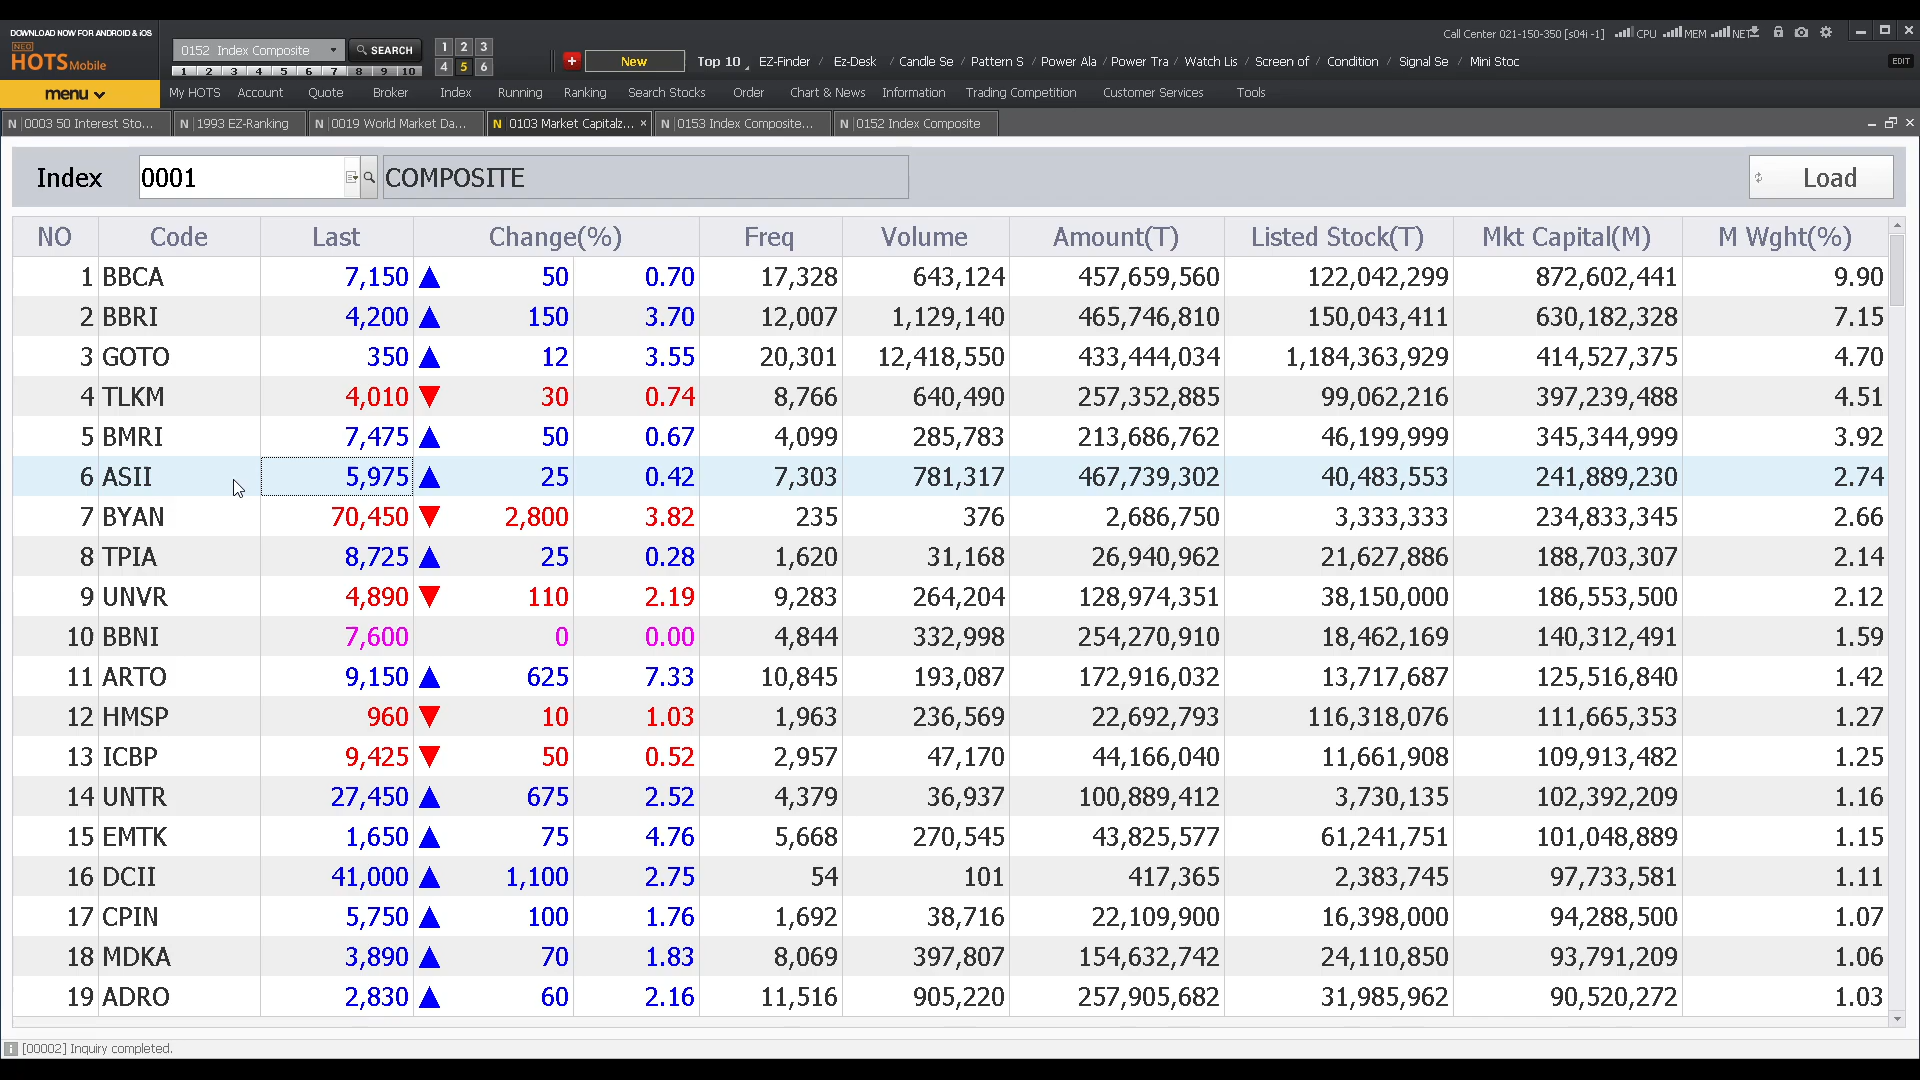 DOWNLOAD NOW FOR ANDROID & iOS
NEO
HOTS Mobile
0152 Index Composite SEARCH 1 2 3 4 5 6
1 2 3 4 5 6 7 8 9 10
Call Center 021-150-350 [s04i -1] CPU MEM NET
New Top 10 EZ-Finder / Ez-Desk / Candle Se / Pattern S / Power Ala / Power Tra / Watch Lis / Screen of / Condition / Signal Se / Mini Stoc EDIT
menu My HOTS Account Quote Broker Index Running Ranking Search Stocks Order Chart & News Information Trading Competition Customer Services Tools
N 0003 50 Interest Sto... N 1993 EZ-Ranking N 0019 World Market Da... N 0103 Market Capitalz... × N 0153 Index Composite... N 0152 Index Composite
Index 0001 COMPOSITE Load
NO Code Last Change(%) Freq Volume Amount(T) Listed Stock(T) Mkt Capital(M) M Wght(%)
1 BBCA 7,150 ▲ 50 0.70 17,328 643,124 457,659,560 122,042,299 872,602,441 9.90
2 BBRI 4,200 ▲ 150 3.70 12,007 1,129,140 465,746,810 150,043,411 630,182,328 7.15
3 GOTO 350 ▲ 12 3.55 20,301 12,418,550 433,444,034 1,184,363,929 414,527,375 4.70
4 TLKM 4,010 ▼ 30 0.74 8,766 640,490 257,352,885 99,062,216 397,239,488 4.51
5 BMRI 7,475 ▲ 50 0.67 4,099 285,783 213,686,762 46,199,999 345,344,999 3.92
6 ASII 5,975 ▲ 25 0.42 7,303 781,317 467,739,302 40,483,553 241,889,230 2.74
7 BYAN 70,450 ▼ 2,800 3.82 235 376 2,686,750 3,333,333 234,833,345 2.66
8 TPIA 8,725 ▲ 25 0.28 1,620 31,168 26,940,962 21,627,886 188,703,307 2.14
9 UNVR 4,890 ▼ 110 2.19 9,283 264,204 128,974,351 38,150,000 186,553,500 2.12
10 BBNI 7,600 0 0.00 4,844 332,998 254,270,910 18,462,169 140,312,491 1.59
11 ARTO 9,150 ▲ 625 7.33 10,845 193,087 172,916,032 13,717,687 125,516,840 1.42
12 HMSP 960 ▼ 10 1.03 1,963 236,569 22,692,793 116,318,076 111,665,353 1.27
13 ICBP 9,425 ▼ 50 0.52 2,957 47,170 44,166,040 11,661,908 109,913,482 1.25
14 UNTR 27,450 ▲ 675 2.52 4,379 36,937 100,889,412 3,730,135 102,392,209 1.16
15 EMTK 1,650 ▲ 75 4.76 5,668 270,545 43,825,577 61,241,751 101,048,889 1.15
16 DCII 41,000 ▲ 1,100 2.75 54 101 417,365 2,383,745 97,733,581 1.11
17 CPIN 5,750 ▲ 100 1.76 1,692 38,716 22,109,900 16,398,000 94,288,500 1.07
18 MDKA 3,890 ▲ 70 1.83 8,069 397,807 154,632,742 24,110,850 93,791,209 1.06
19 ADRO 2,830 ▲ 60 2.16 11,516 905,220 257,905,682 31,985,962 90,520,272 1.03
[00002] Inquiry completed.